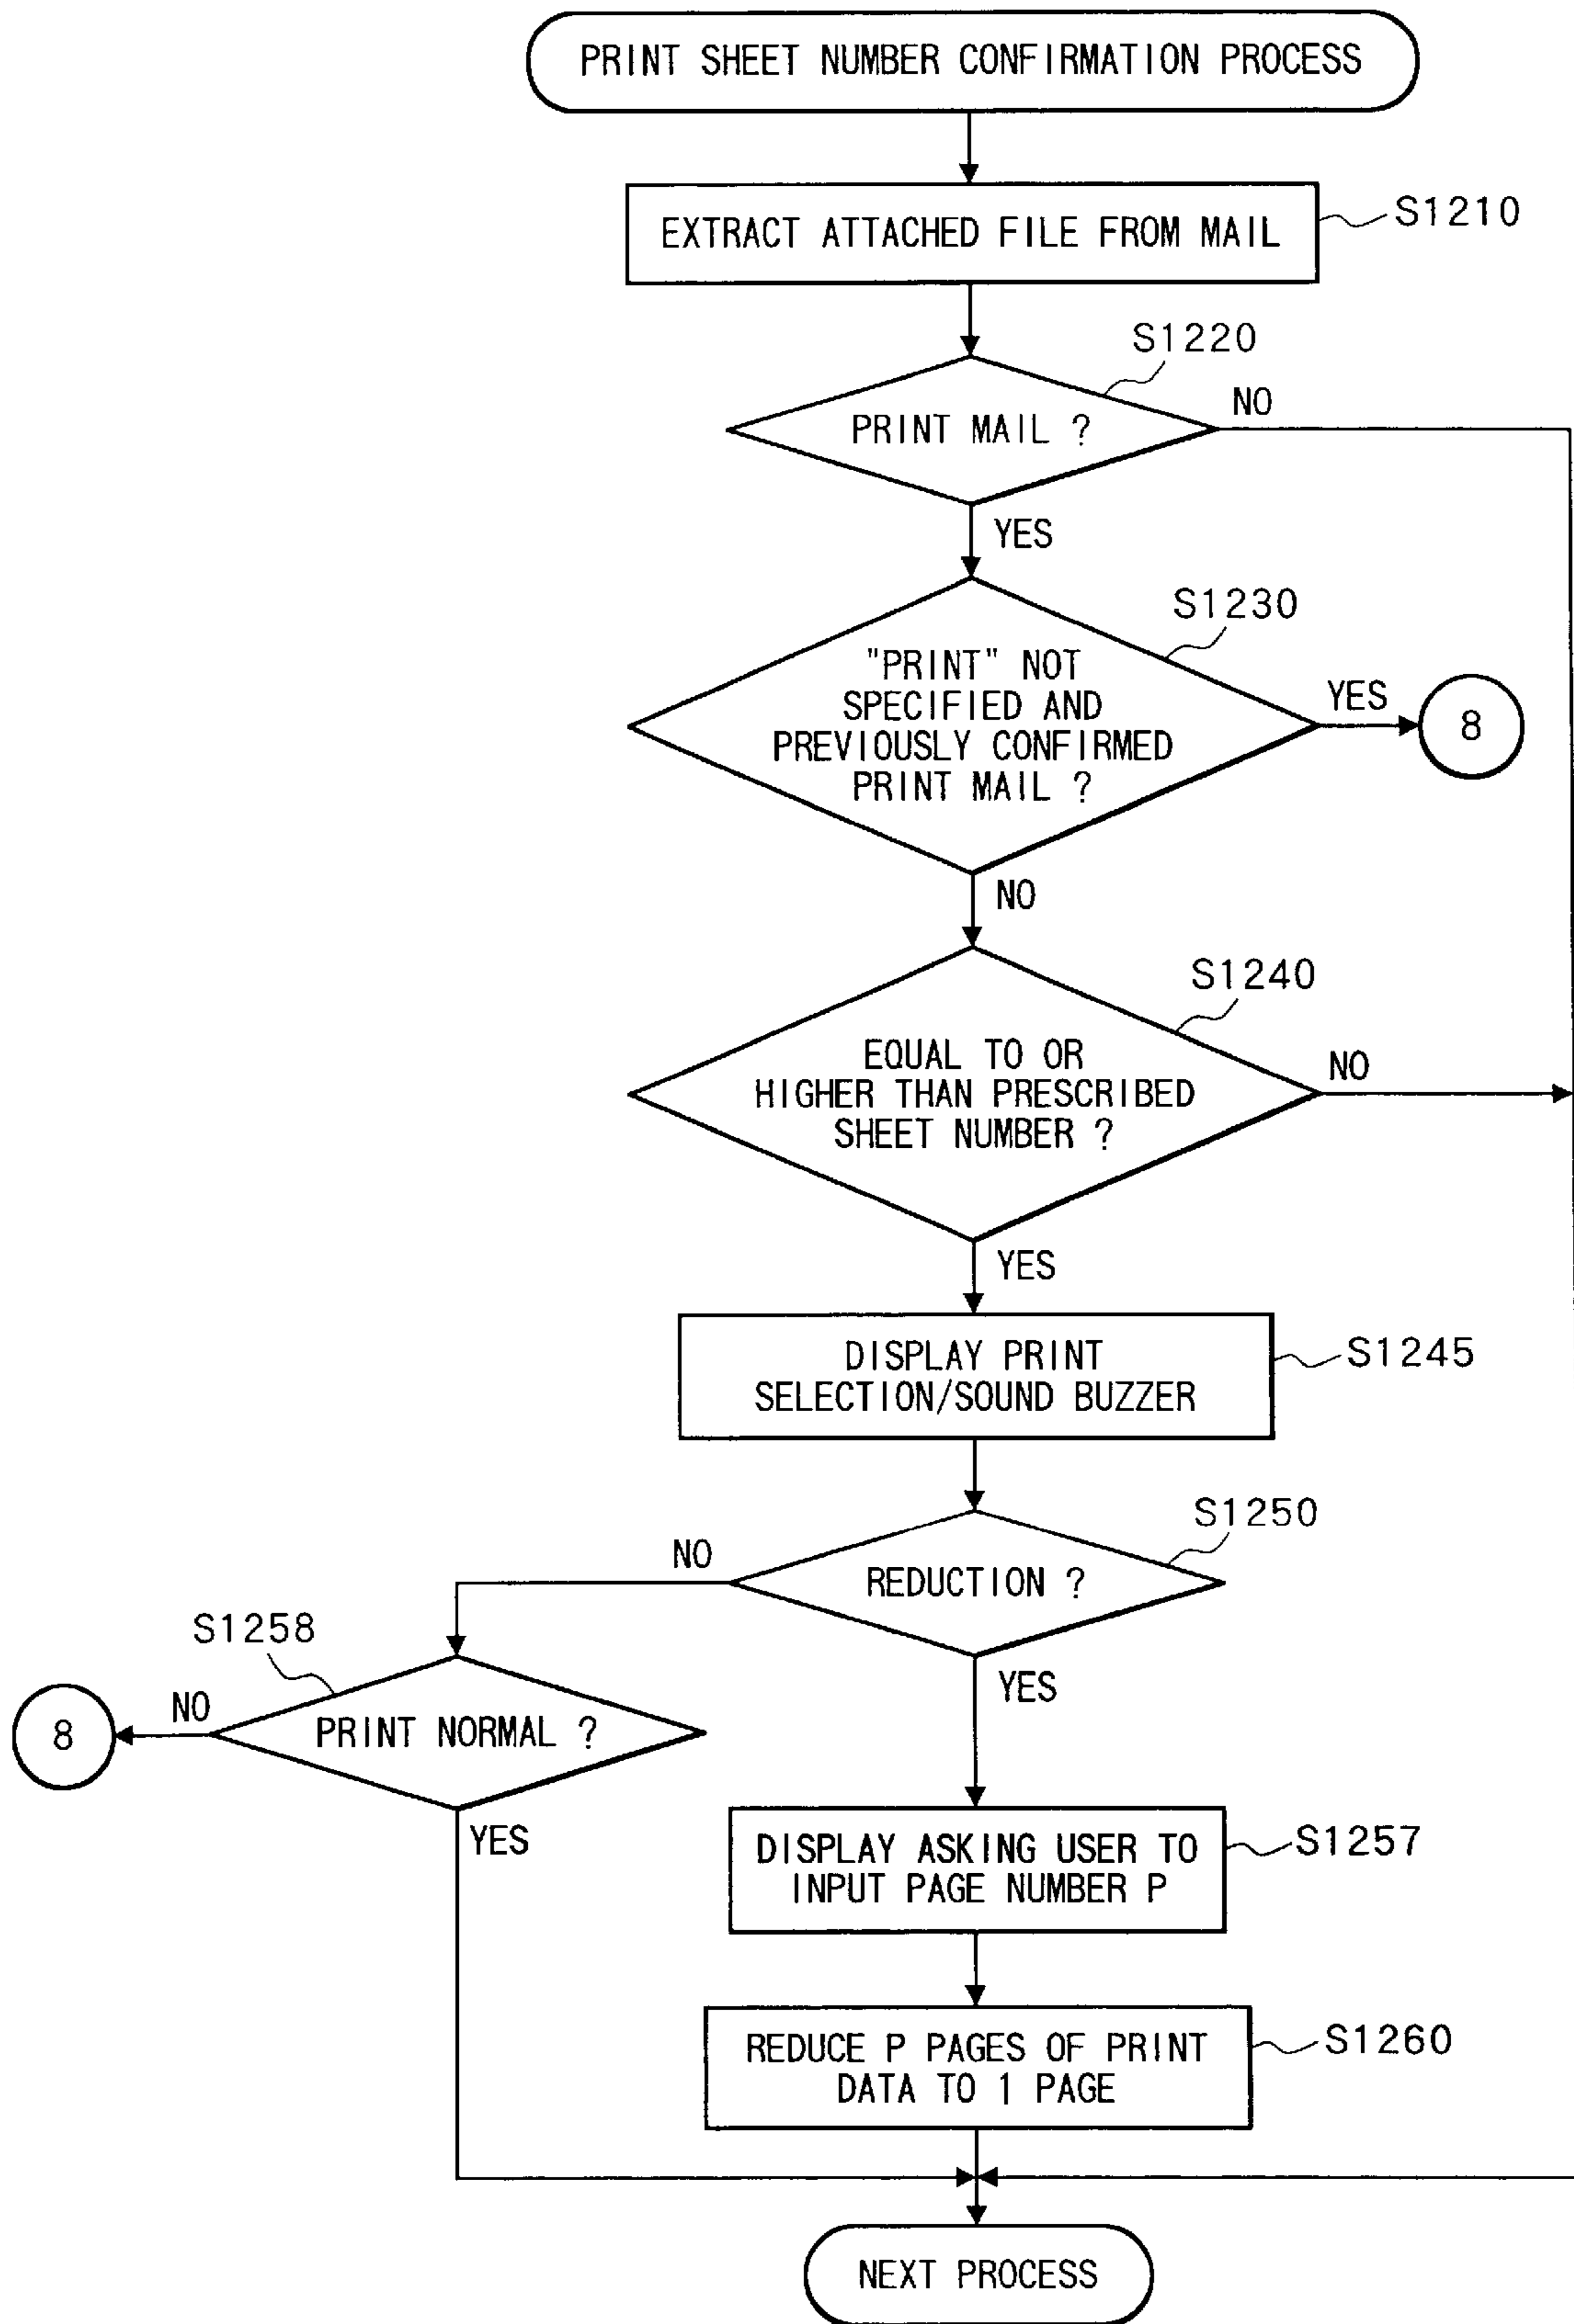 PRINT SHEET NUMBER CONFIRMATION PROCESS
EXTRACT ATTACHED FILE FROM MAIL
S1210
S1220
PRINT MAIL ?
NO
YES
S1230
"PRINT" NOT
SPECIFIED AND
PREVIOUSLY CONFIRMED
PRINT MAIL ?
YES
8
NO
S1240
EQUAL TO OR
HIGHER THAN PRESCRIBED
SHEET NUMBER ?
NO
YES
DISPLAY PRINT
SELECTION/SOUND BUZZER
S1245
S1250
REDUCTION ?
NO
YES
S1258
PRINT NORMAL ?
NO
8
YES
DISPLAY ASKING USER TO
INPUT PAGE NUMBER P
S1257
REDUCE P PAGES OF PRINT
DATA TO 1 PAGE
S1260
NEXT PROCESS